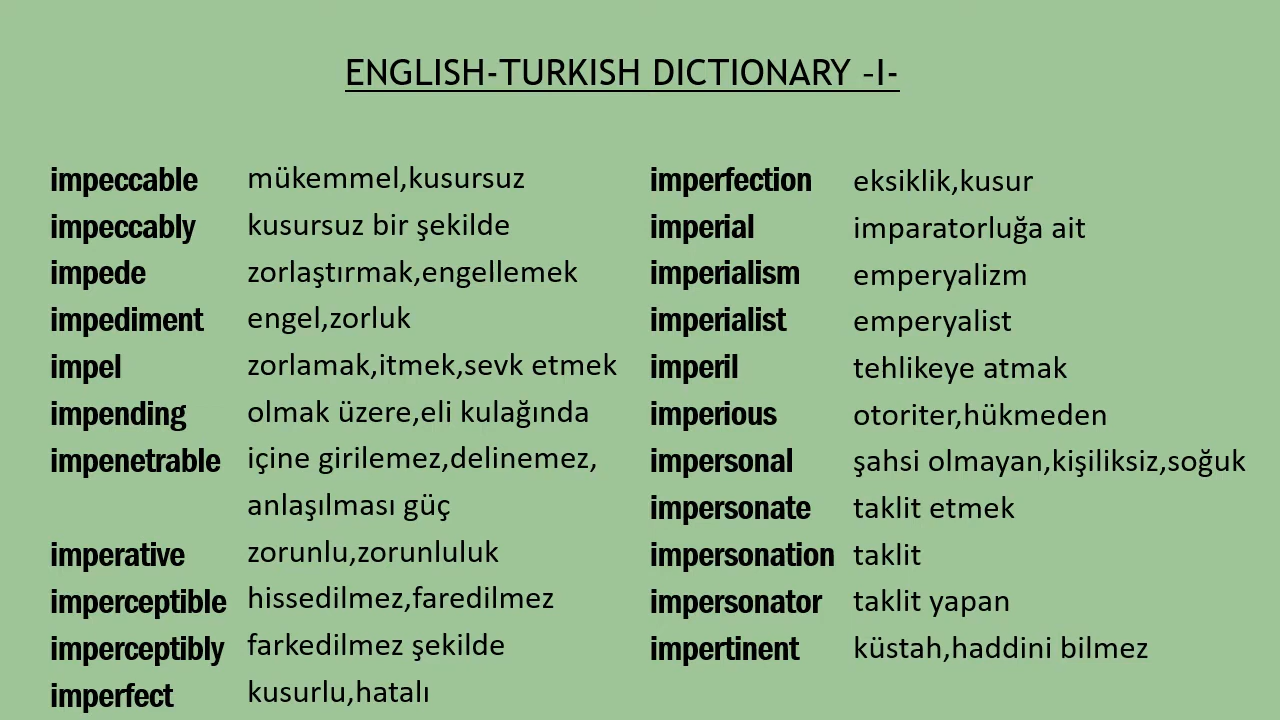 ENGLISH-TURKISH DICTIONARY –I-
impeccable mükemmel,kusursuz
impeccably kusursuz bir şekilde
impede zorlaştırmak,engellemek
impediment engel,zorluk
impel zorlamak,itmek,sevk etmek
impending olmak üzere,eli kulağında
impenetrable içine girilemez,delinemez,
anlaşılması güç
imperative zorunlu,zorunluluk
imperceptible hissedilmez,faredilmez
imperceptibly farkedilmez şekilde
imperfect kusurlu,hatalı
imperfection eksiklik,kusur
imperial imparatorluğa ait
imperialism emperyalizm
imperialist emperyalist
imperil tehlikeye atmak
imperious otoriter,hükmeden
impersonal şahsi olmayan,kişiliksiz,soğuk
impersonate taklit etmek
impersonation taklit
impersonator taklit yapan
impertinent küstah,haddini bilmez